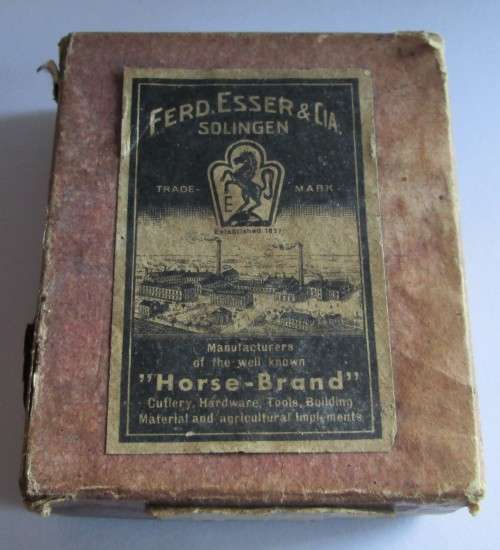 FERD. ESSER & CIA.
SOLINGEN
TRADE - MARK -
E
Established 1857
Manufacturers
of the well known
"Horse-Brand"
Cutlery, Hardware, Tools, Building
Material and agricultural Implements